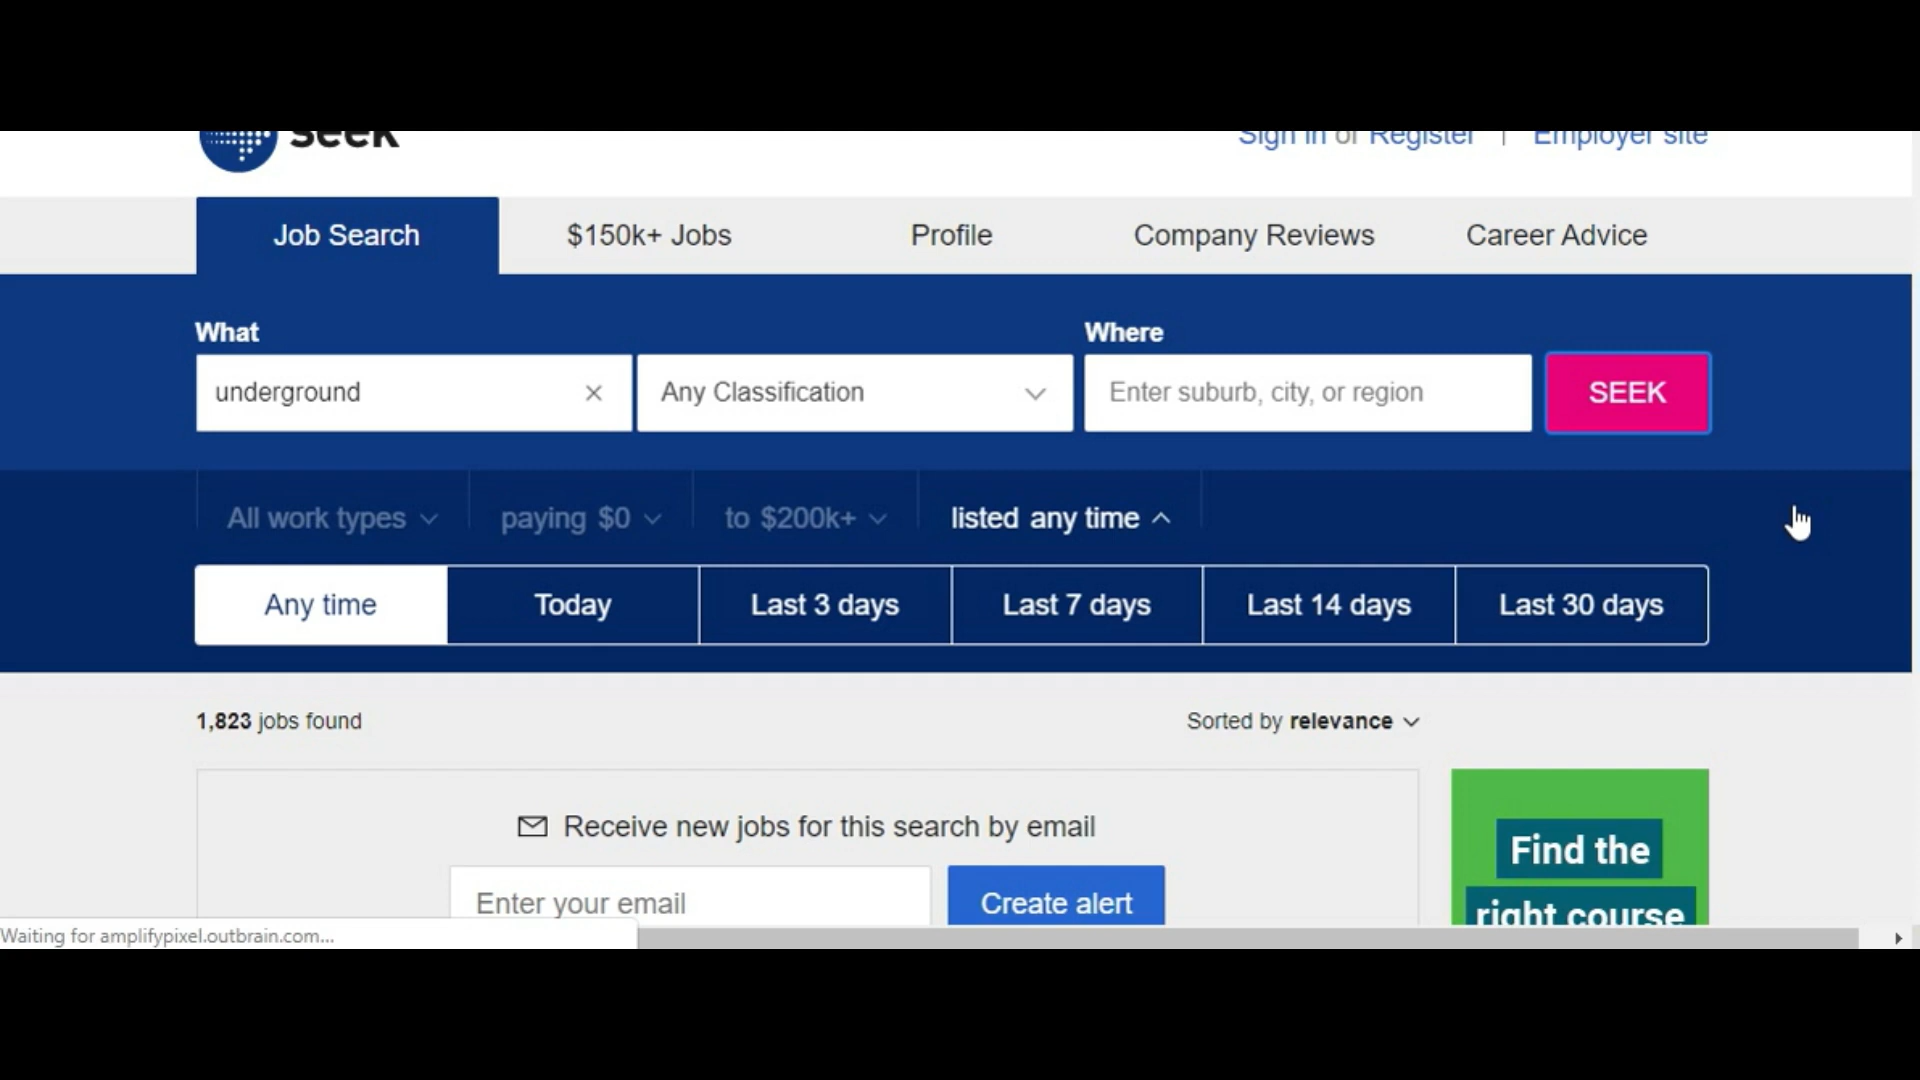 seek
Sign in or Register | Employer site
Job Search
$150k+ Jobs
Profile
Company Reviews
Career Advice
What
Where
underground
Any Classification
Enter suburb, city, or region
SEEK
All work types
paying $0
to $200k+
listed any time
Any time
Today
Last 3 days
Last 7 days
Last 14 days
Last 30 days
1,823 jobs found
Sorted by relevance
Receive new jobs for this search by email
Enter your email
Create alert
Find the
right course
Waiting for amplifypixel.outbrain.com...